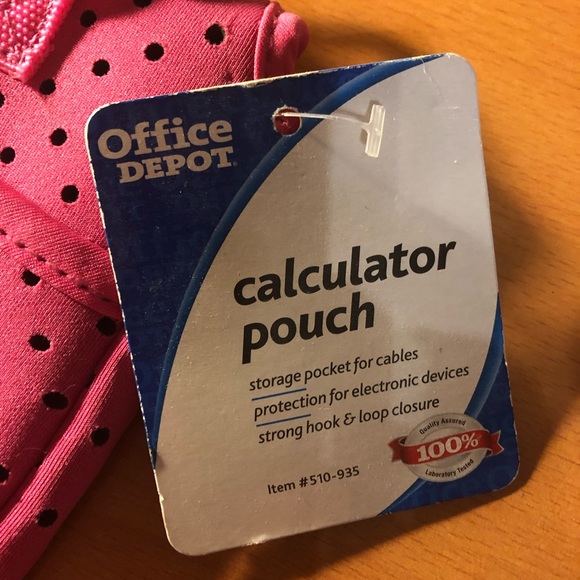 Office
DEPOT
calculator
pouch
storage pocket for cables
protection for electronic devices
strong hook & loop closure
Quality Assured
100%
Laboratory Tested
Item #510-935